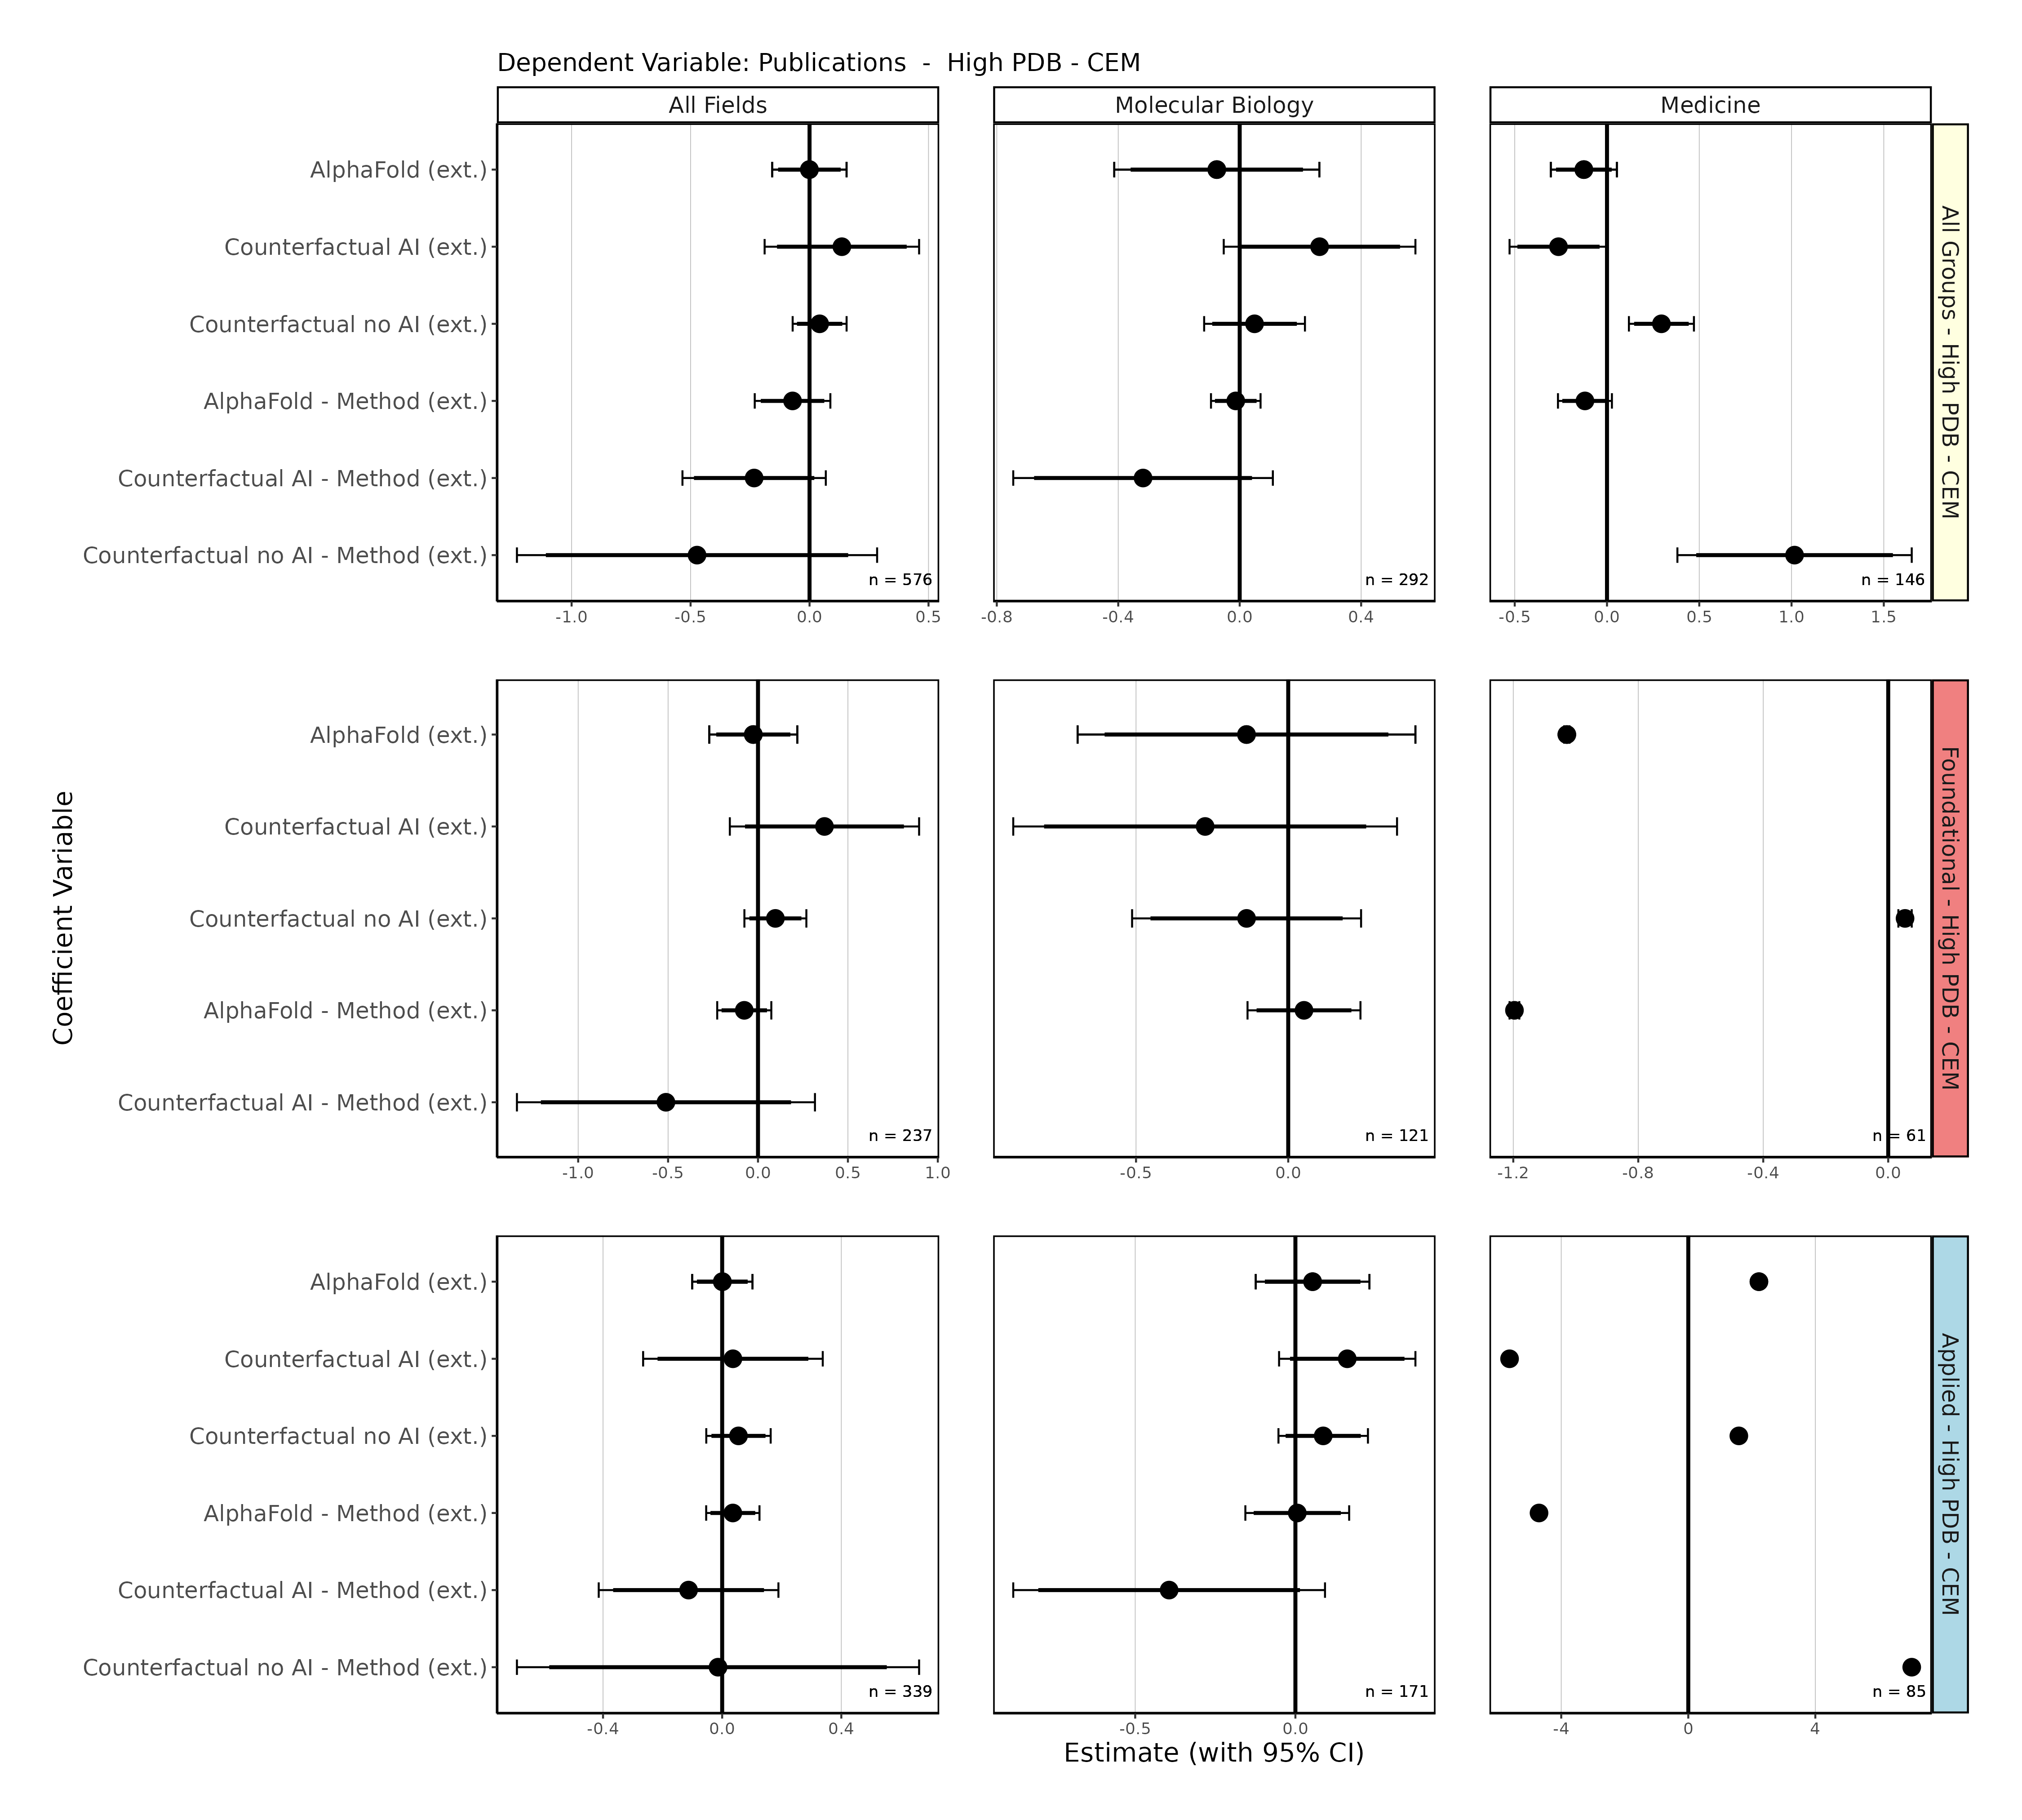 Dependent Variable: Publications  -  High PDB - CEM
All Fields
Molecular Biology
Medicine
AlphaFold (ext.)
Counterfactual AI (ext.)
Counterfactual no AI (ext.)
AlphaFold - Method (ext.)
Counterfactual AI - Method (ext.)
Counterfactual no AI - Method (ext.)
n = 576
n = 292
n = 146
-1.0 -0.5 0.0 0.5
-0.8 -0.4 0.0 0.4
-0.5 0.0 0.5 1.0 1.5
All Groups - High PDB - CEM
Coefficient Variable
AlphaFold (ext.)
Counterfactual AI (ext.)
Counterfactual no AI (ext.)
AlphaFold - Method (ext.)
Counterfactual AI - Method (ext.)
n = 237
n = 121
n = 61
-1.0 -0.5 0.0 0.5 1.0
-0.5 0.0
-1.2 -0.8 -0.4 0.0
Foundational - High PDB - CEM
AlphaFold (ext.)
Counterfactual AI (ext.)
Counterfactual no AI (ext.)
AlphaFold - Method (ext.)
Counterfactual AI - Method (ext.)
Counterfactual no AI - Method (ext.)
n = 339
n = 171
n = 85
-0.4 0.0 0.4
-0.5 0.0
-4 0 4
Applied - High PDB - CEM
Estimate (with 95% CI)